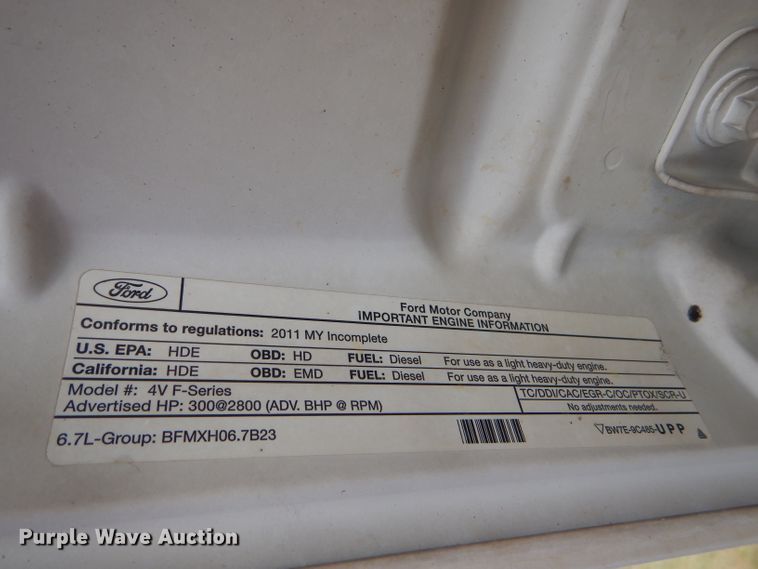 Ford
Ford Motor Company
IMPORTANT ENGINE INFORMATION
Conforms to regulations: 2011 MY Incomplete
U.S. EPA: HDE OBD: HD FUEL: Diesel For use as a light heavy-duty engine.
California: HDE OBD: EMD FUEL: Diesel For use as a light heavy-duty engine.
Model #: 4V F-Series
TC/DDI/CAC/EGR-C/OC/PTOX/SCR-U
Advertised HP: 300@2800 (ADV. BHP @ RPM)
No adjustments needed.
6.7L-Group: BFMXH06.7B23
BW7E-9C485-UPP
Purple Wave Auction